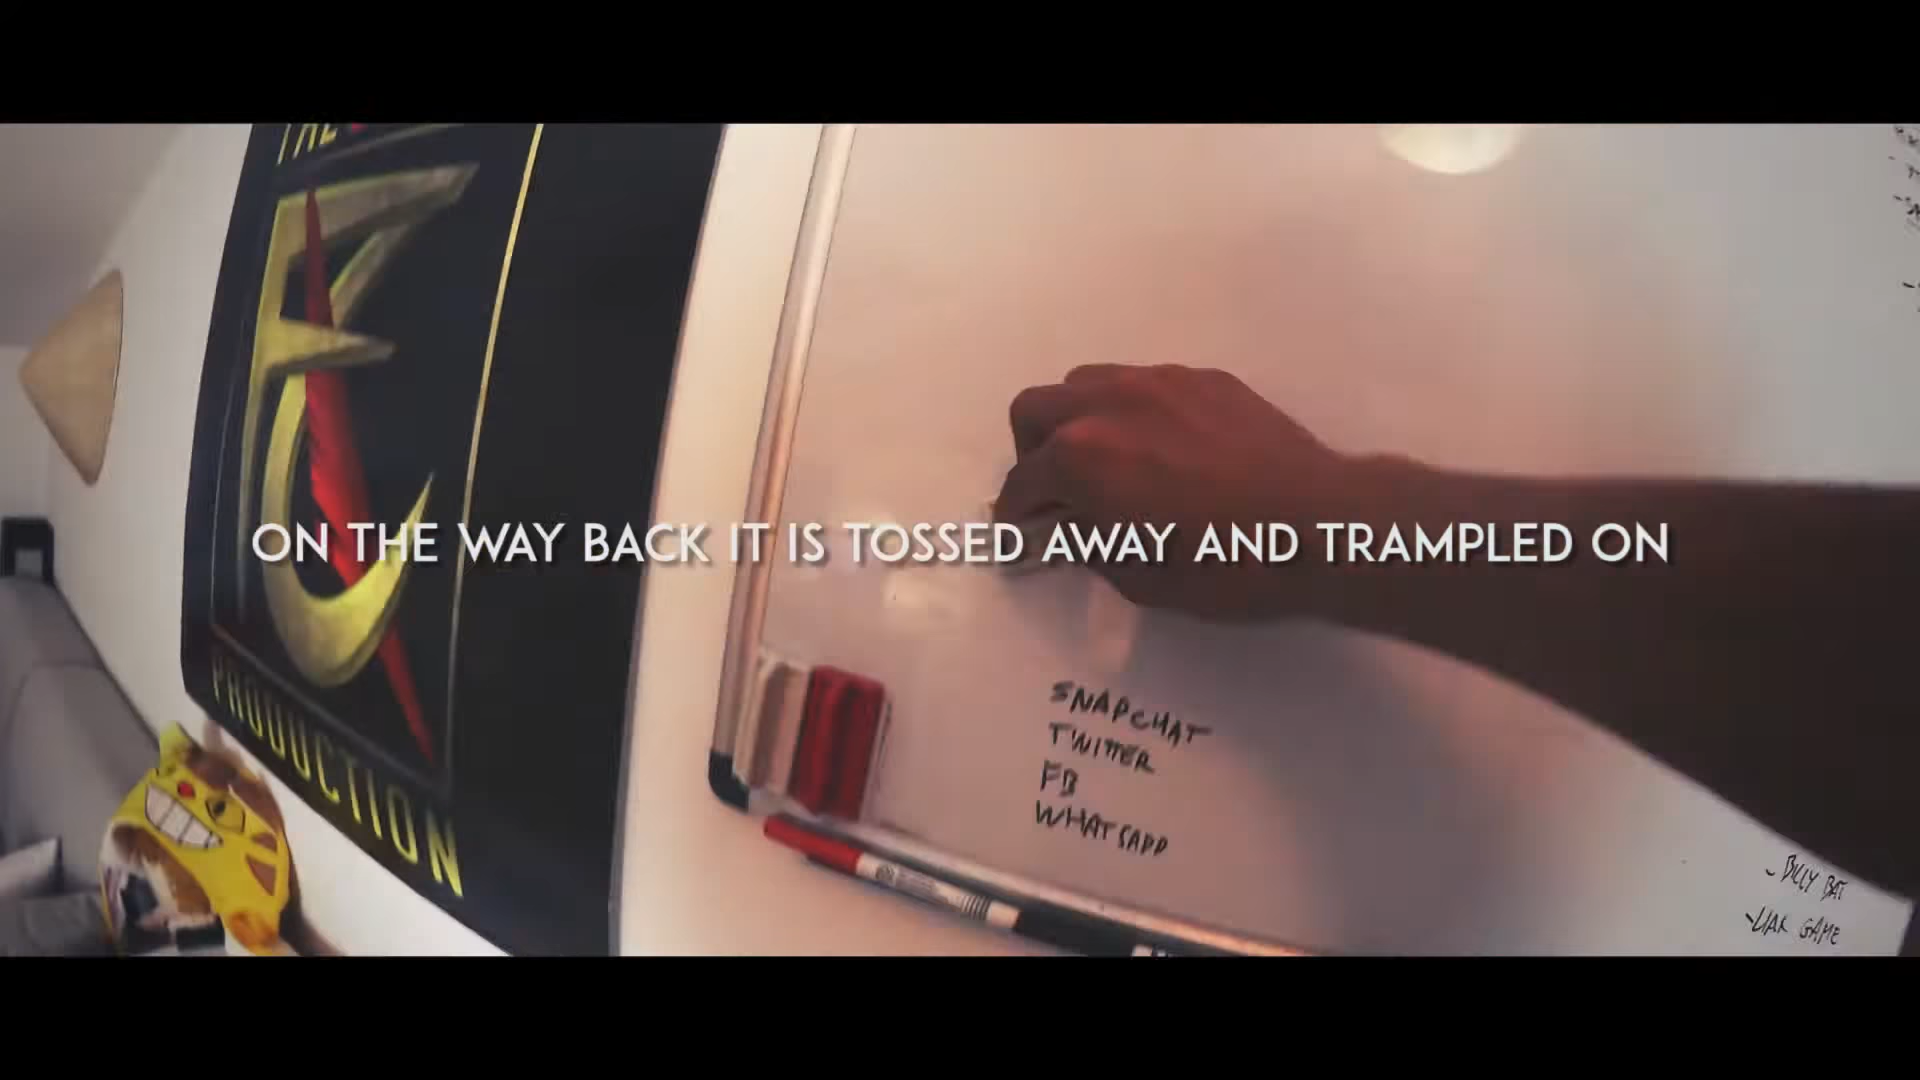 THE
PRODUCTION
ON THE WAY BACK IT IS TOSSED AWAY AND TRAMPLED ON
SNAPCHAT
TWITTER
FB
WHATSAPP
- BILLY BAT
- LIAR GAME